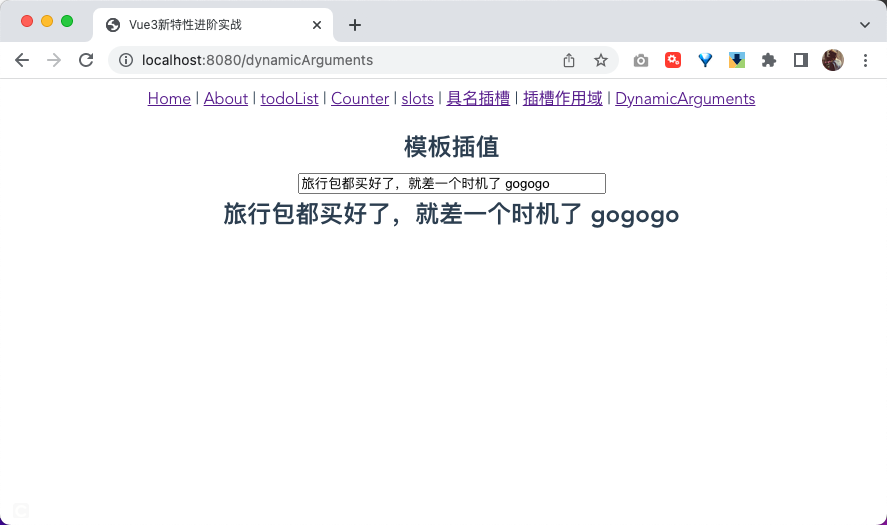 Vue3新特性进阶实战
localhost:8080/dynamicArguments
Home | About | todoList | Counter | slots | 具名插槽 | 插槽作用域 | DynamicArguments
模板插值
旅行包都买好了，就差一个时机了 gogogo
旅行包都买好了，就差一个时机了 gogogo